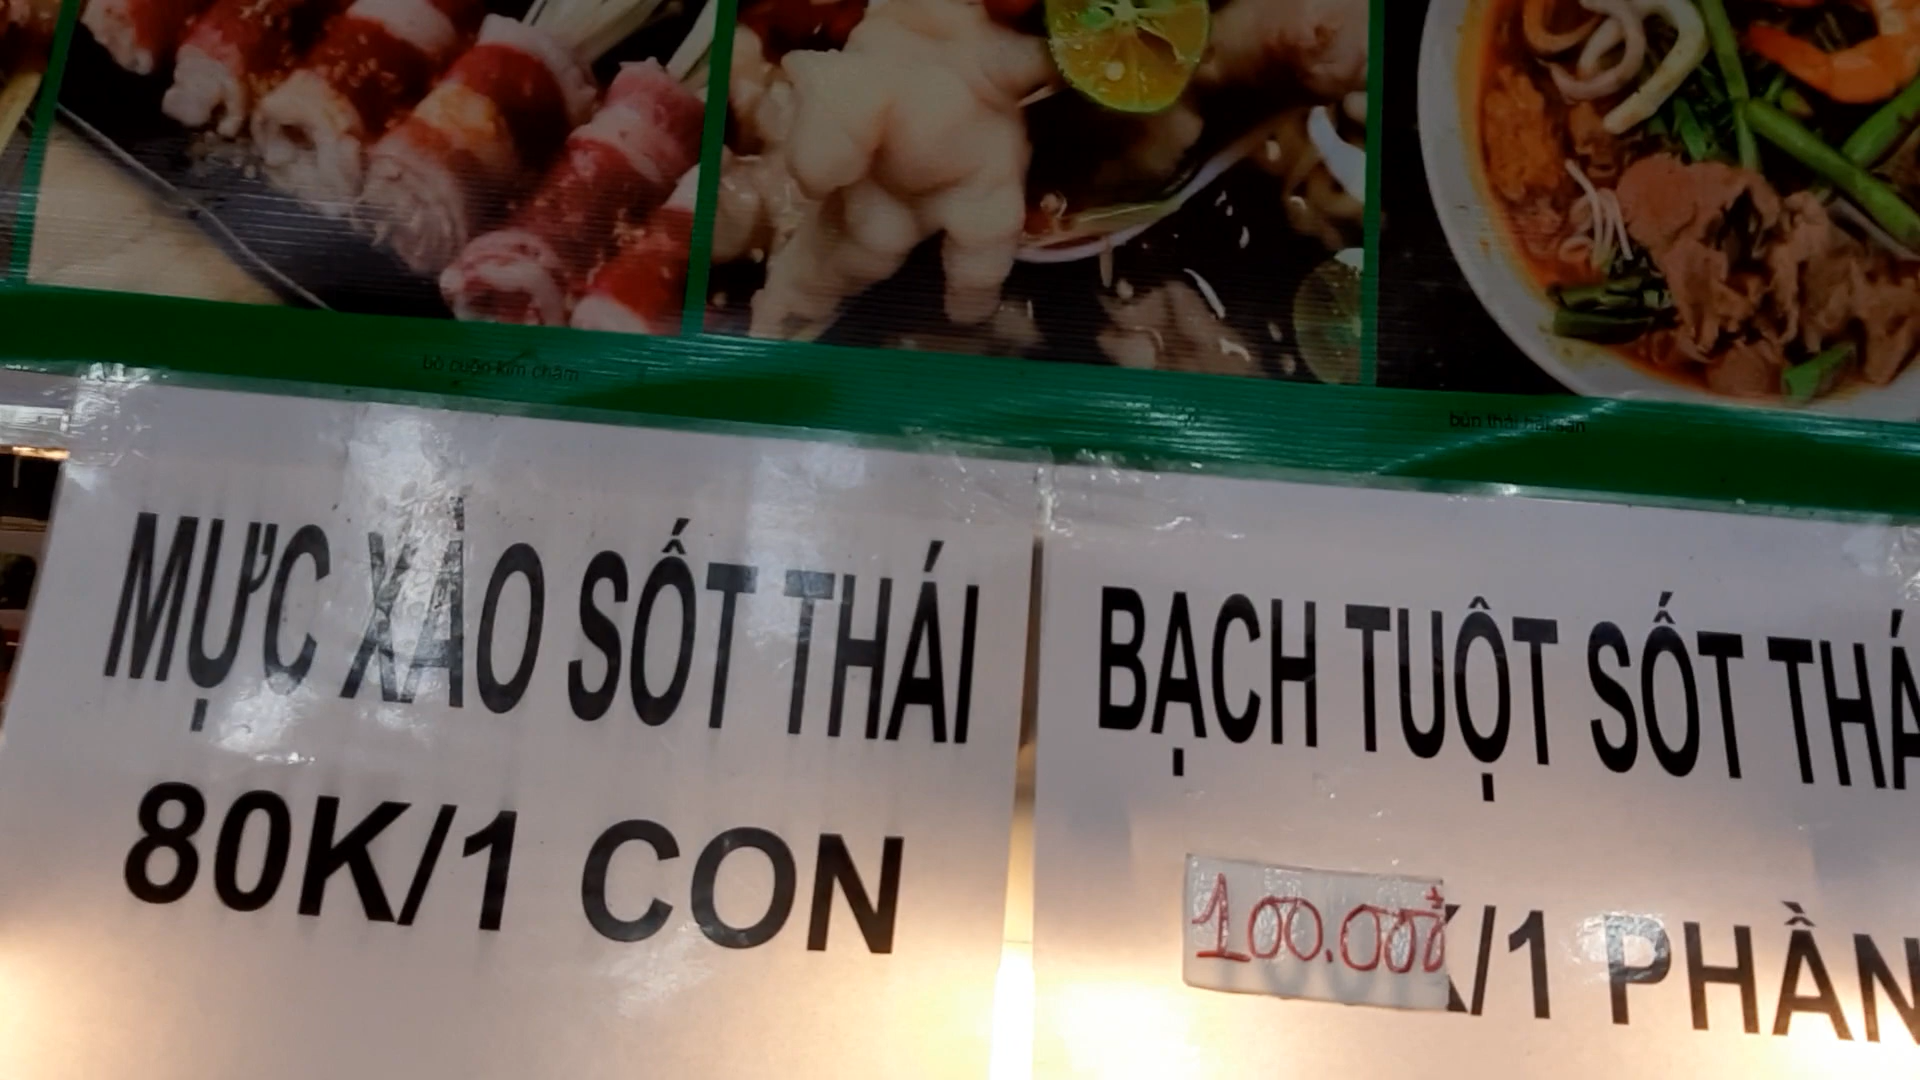 bò cuộn kim châm
bún thái hải sản
MỰC XÀO SỐT THÁI
80K/1 CON
BẠCH TUỘT SỐT THÁ
100.000đ/1 PHẦN